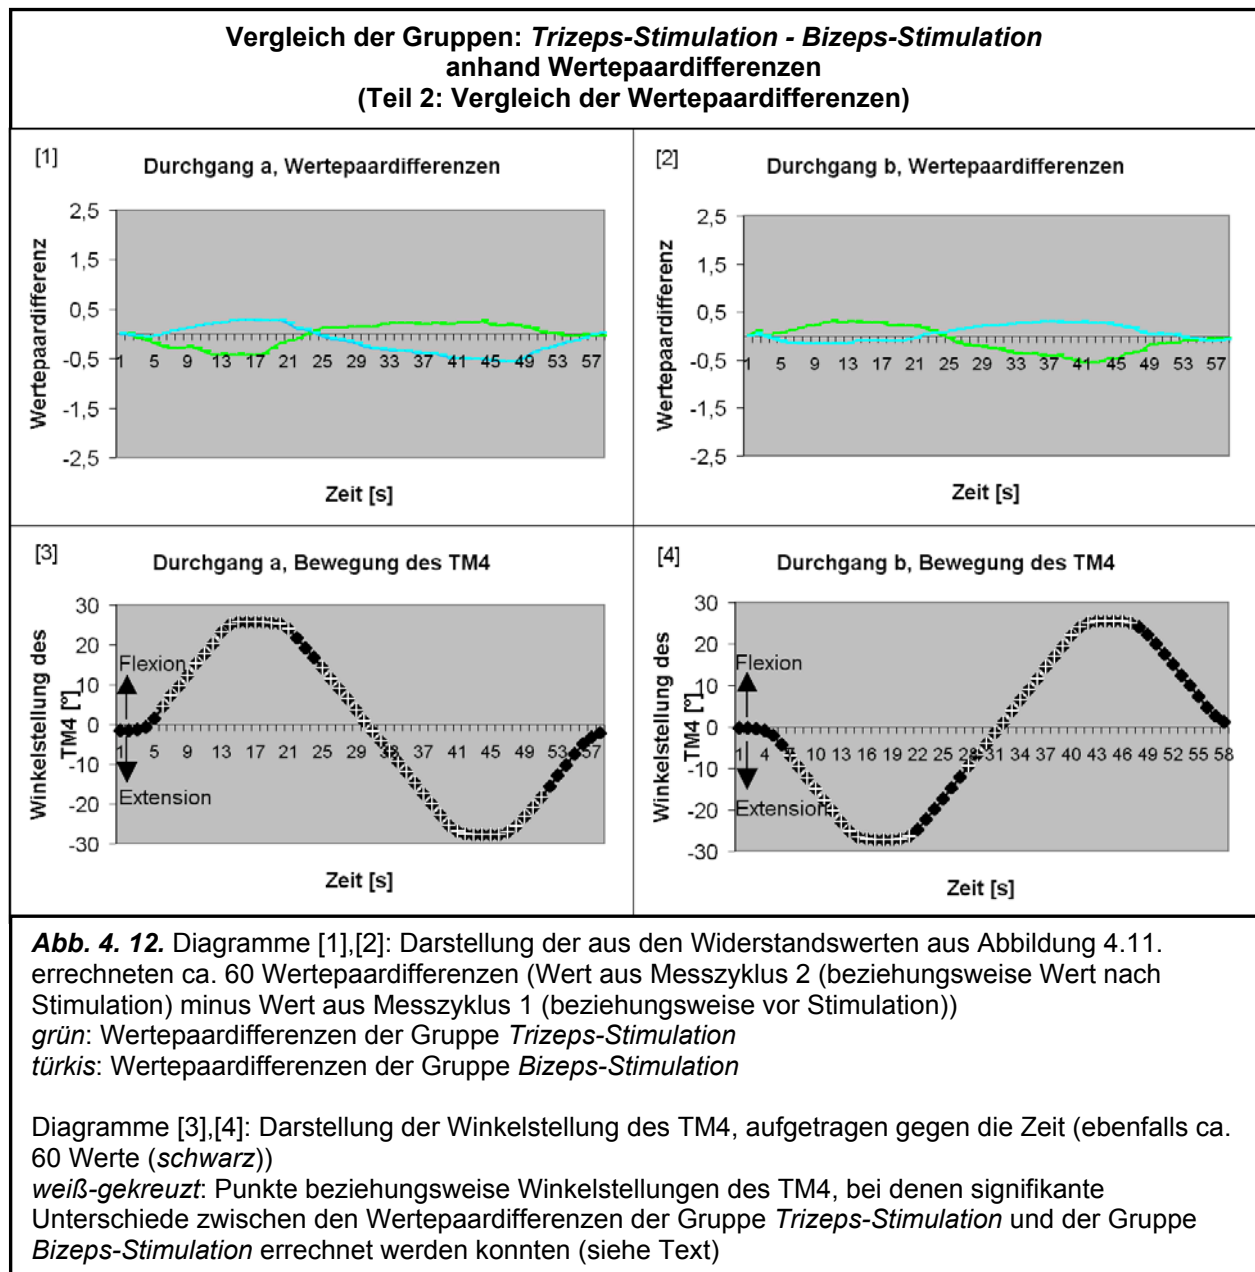 Vergleich der Gruppen: Trizeps-Stimulation - Bizeps-Stimulation
anhand Wertepaardifferenzen
(Teil 2: Vergleich der Wertepaardifferenzen)
[1]
Durchgang a, Wertepaardifferenzen
Wertepaardifferenz
2,5
1,5
0,5
-0,5
-1,5
-2,5
1 5 9 13 17 21 25 29 33 37 41 45 49 53 57
Zeit [s]
[2]
Durchgang b, Wertepaardifferenzen
Wertepaardifferenz
2,5
1,5
0,5
-0,5
-1,5
-2,5
1 5 9 13 17 21 25 29 33 37 41 45 49 53 57
Zeit [s]
[3]
Durchgang a, Bewegung des TM4
Winkelstellung des
TM4 [°]
30
20
10
0
-10
-20
-30
Flexion
Extension
1 5 9 13 17 21 25 29 33 37 41 45 49 53 57
Zeit [s]
[4]
Durchgang b, Bewegung des TM4
Winkelstellung des
TM4 [°]
30
20
10
0
-10
-20
-30
Flexion
Extension
1 4 7 10 13 16 19 22 25 28 31 34 37 40 43 46 49 52 55 58
Zeit [s]
Abb. 4. 12. Diagramme [1],[2]: Darstellung der aus den Widerstandswerten aus Abbildung 4.11.
errechneten ca. 60 Wertepaardifferenzen (Wert aus Messzyklus 2 (beziehungsweise Wert nach
Stimulation) minus Wert aus Messzyklus 1 (beziehungsweise vor Stimulation))
grün: Wertepaardifferenzen der Gruppe Trizeps-Stimulation
türkis: Wertepaardifferenzen der Gruppe Bizeps-Stimulation
Diagramme [3],[4]: Darstellung der Winkelstellung des TM4, aufgetragen gegen die Zeit (ebenfalls ca.
60 Werte (schwarz))
weiß-gekreuzt: Punkte beziehungsweise Winkelstellungen des TM4, bei denen signifikante
Unterschiede zwischen den Wertepaardifferenzen der Gruppe Trizeps-Stimulation und der Gruppe
Bizeps-Stimulation errechnet werden konnten (siehe Text)